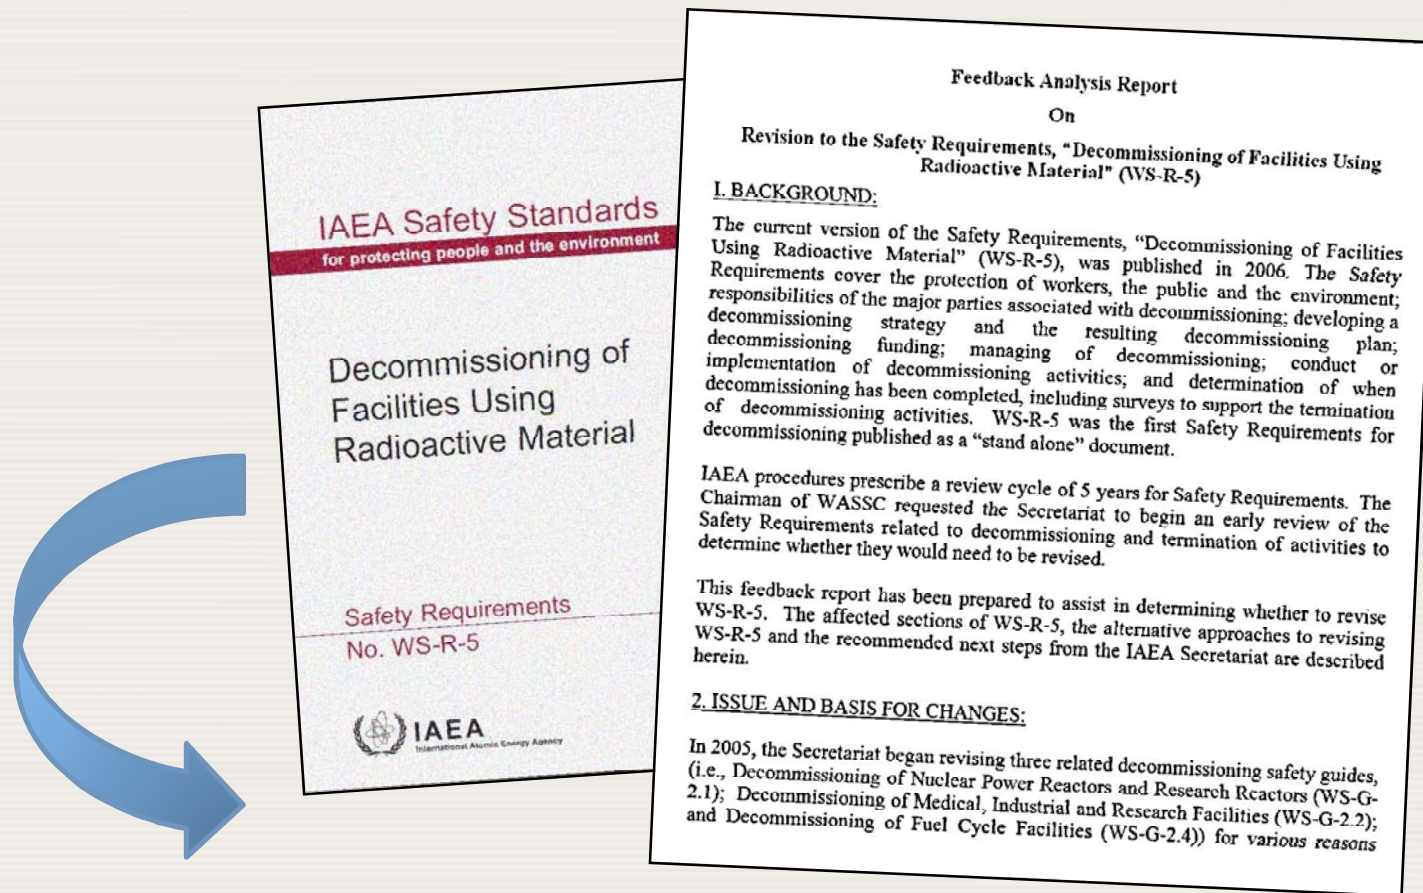 IAEA Safety Standards
for protecting people and the environment
Decommissioning of
Facilities Using
Radioactive Material
Safety Requirements
No. WS-R-5
IAEA
International Atomic Energy Agency
Feedback Analysis Report
On
Revision to the Safety Requirements, "Decommissioning of Facilities Using
Radioactive Material" (WS-R-5)
I. BACKGROUND:
The current version of the Safety Requirements, "Decommissioning of Facilities
Using Radioactive Material" (WS-R-5), was published in 2006. The Safety
Requirements cover the protection of workers, the public and the environment;
responsibilities of the major parties associated with decommissioning; developing a
decommissioning strategy and the resulting decommissioning plan;
decommissioning funding; managing of decommissioning; conduct or
implementation of decommissioning activities; and determination of when
decommissioning has been completed, including surveys to support the termination
of decommissioning activities. WS-R-5 was the first Safety Requirements for
decommissioning published as a "stand alone" document.
IAEA procedures prescribe a review cycle of 5 years for Safety Requirements. The
Chairman of WASSC requested the Secretariat to begin an early review of the
Safety Requirements related to decommissioning and termination of activities to
determine whether they would need to be revised.
This feedback report has been prepared to assist in determining whether to revise
WS-R-5. The affected sections of WS-R-5, the alternative approaches to revising
WS-R-5 and the recommended next steps from the IAEA Secretariat are described
herein.
2. ISSUE AND BASIS FOR CHANGES:
In 2005, the Secretariat began revising three related decommissioning safety guides,
(i.e., Decommissioning of Nuclear Power Reactors and Research Reactors (WS-G-
2.1); Decommissioning of Medical, Industrial and Research Facilities (WS-G-2.2);
and Decommissioning of Fuel Cycle Facilities (WS-G-2.4)) for various reasons